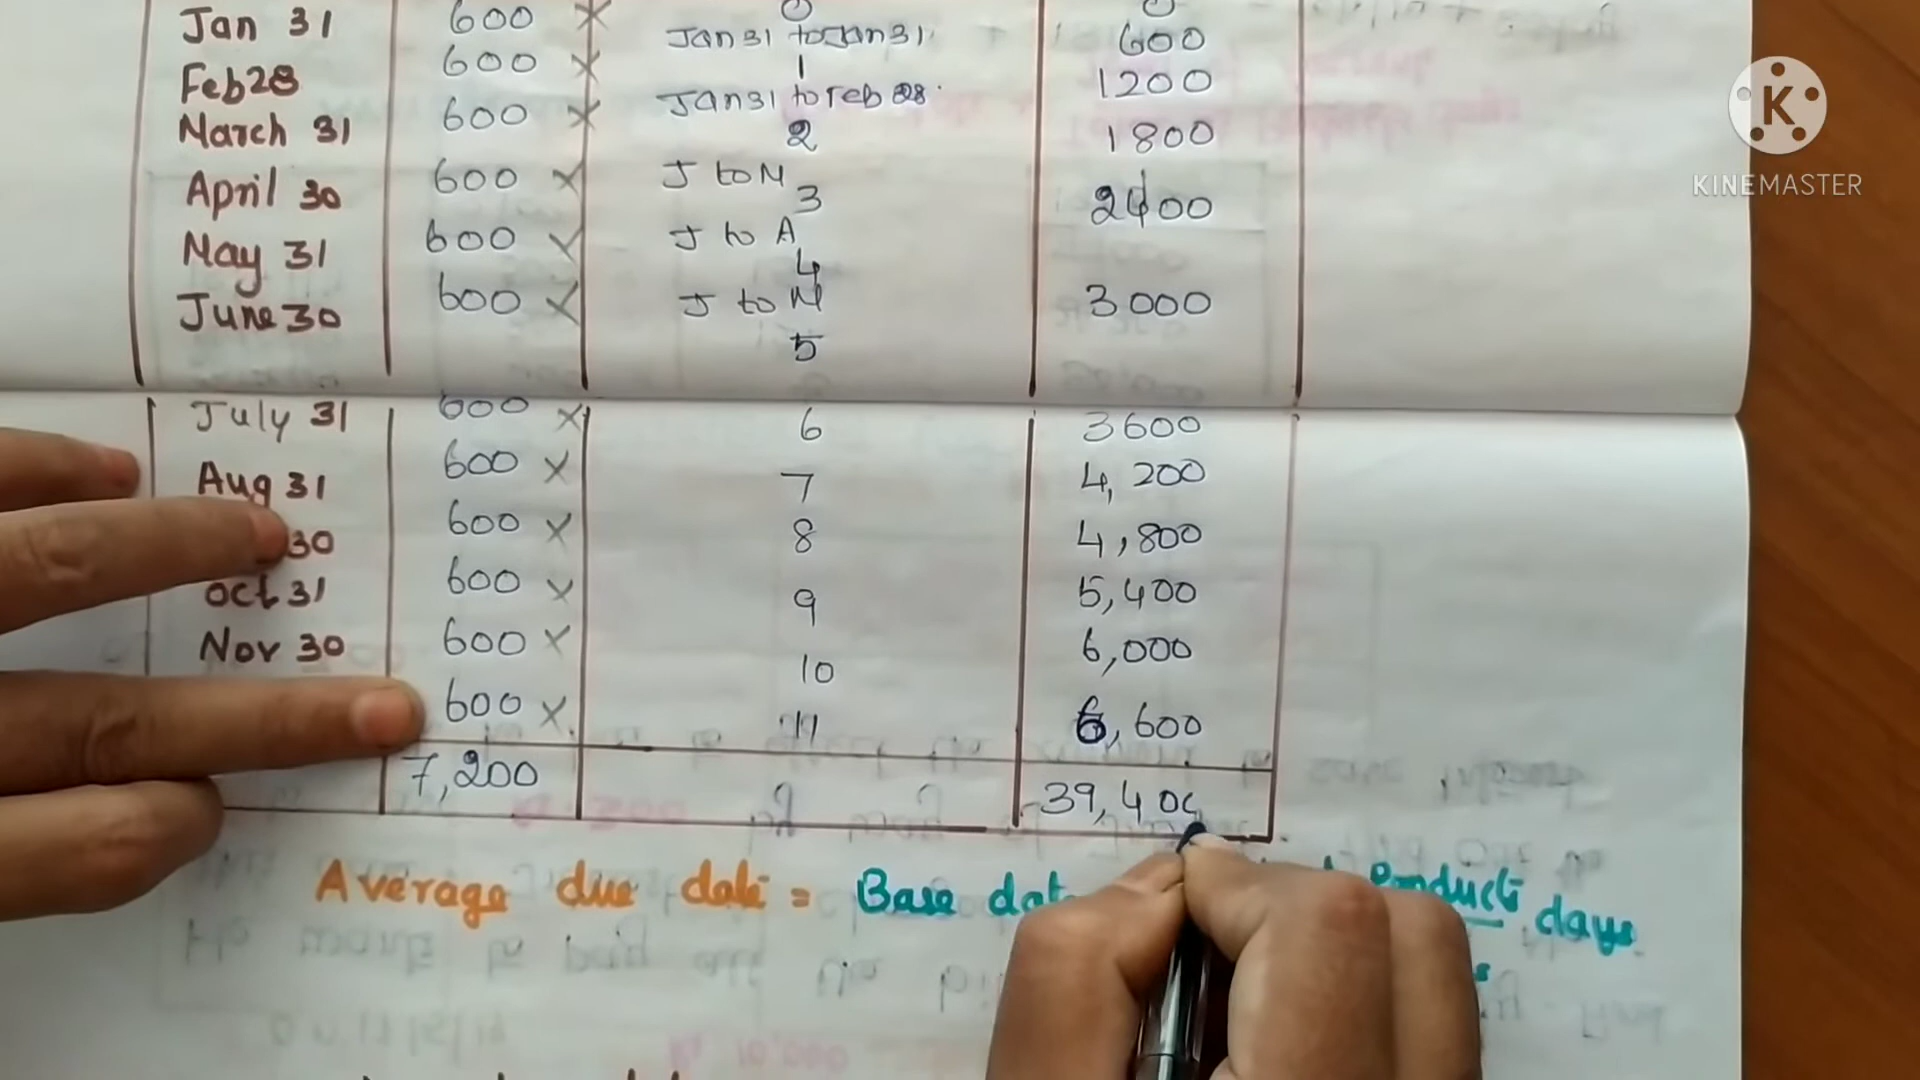 Jan 31 600 × 0 0
Feb 28 600 × Jan 31 to Jan 31 1 600
March 31 600 × Jan 31 to Feb 28 2 1200
April 30 600 × J to M 3 1800
May 31 600 × J to A 4 2400
June 30 600 × J to M 5 3000
July 31 600 × 6 3600
Aug 31 600 × 7 4,200
30 600 × 8 4,800
Oct 31 600 × 9 5,400
Nov 30 600 × 10 6,000
600 × 11 6,600
7,200 39,400
Average due date = Base Products days
KINEMASTER